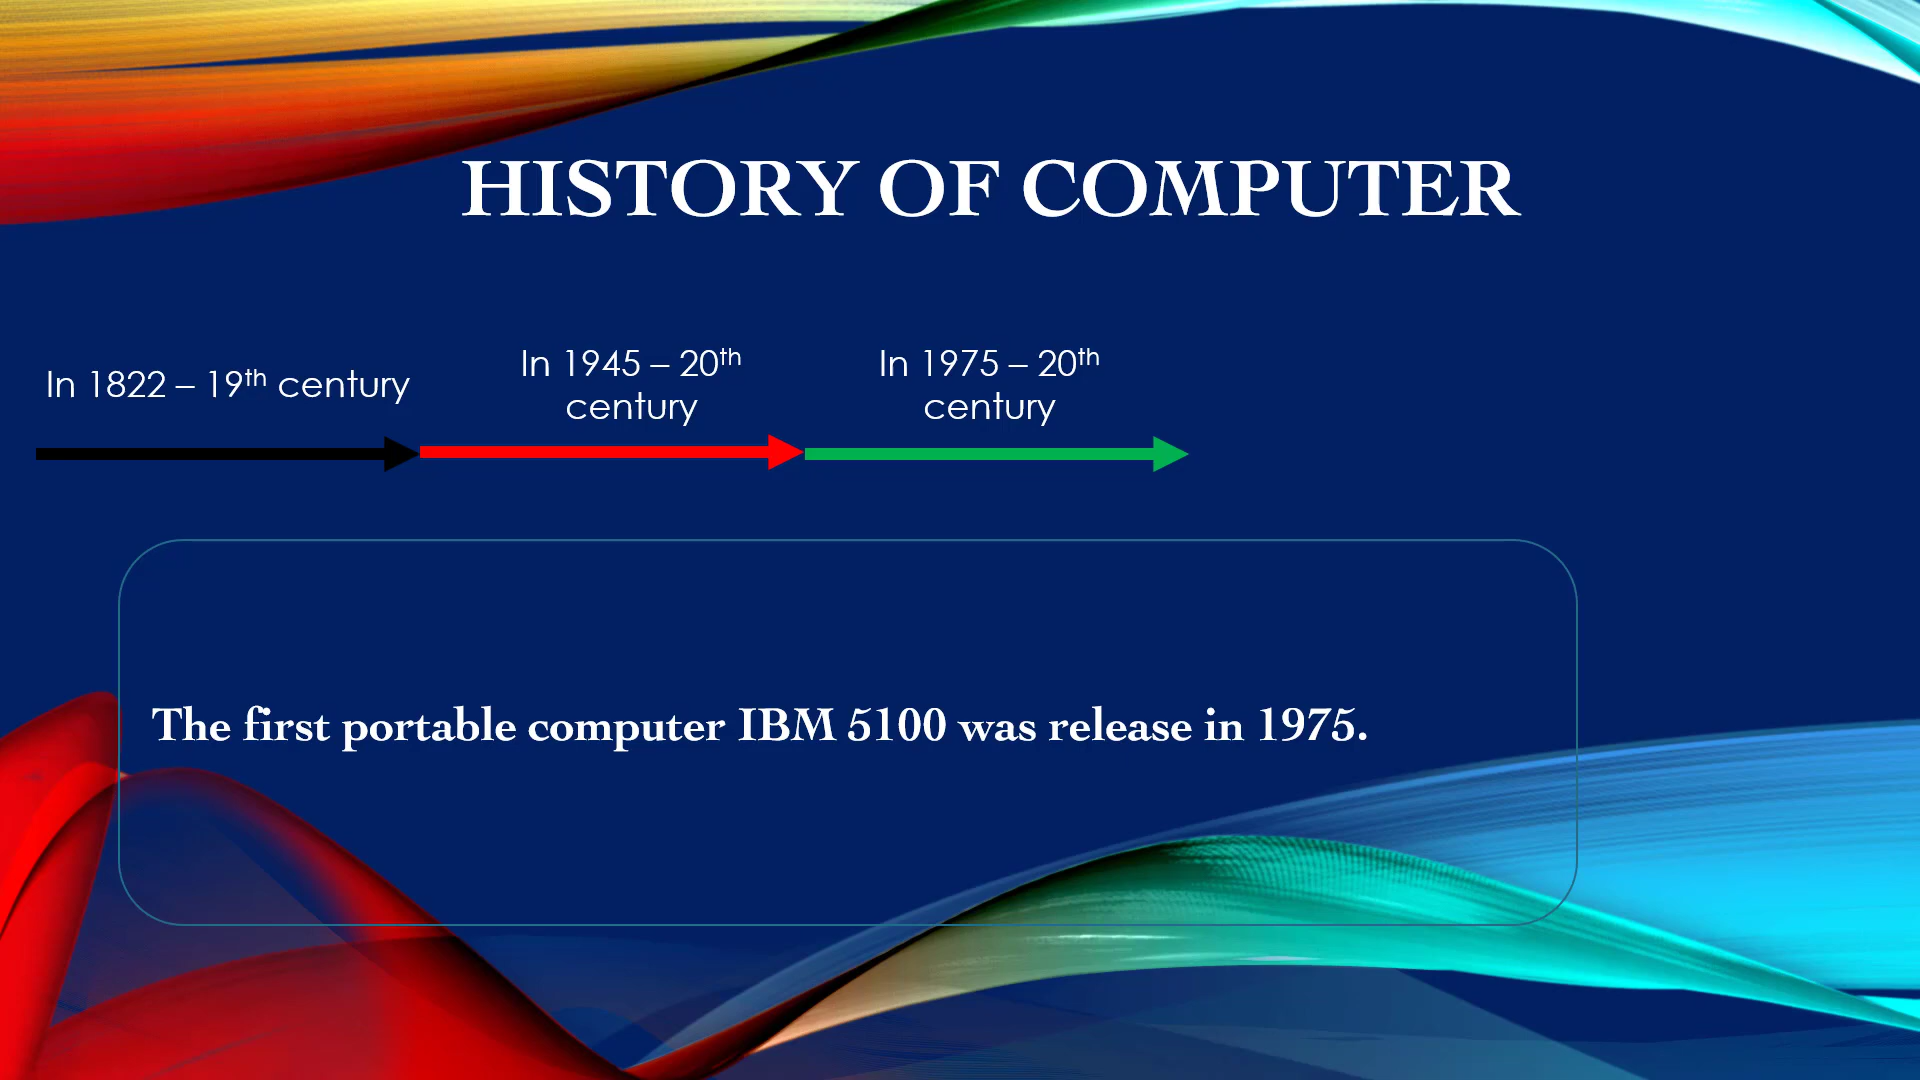 HISTORY OF COMPUTER
In 1822 – 19th century
In 1945 – 20th
century
In 1975 – 20th
century
The first portable computer IBM 5100 was release in 1975.